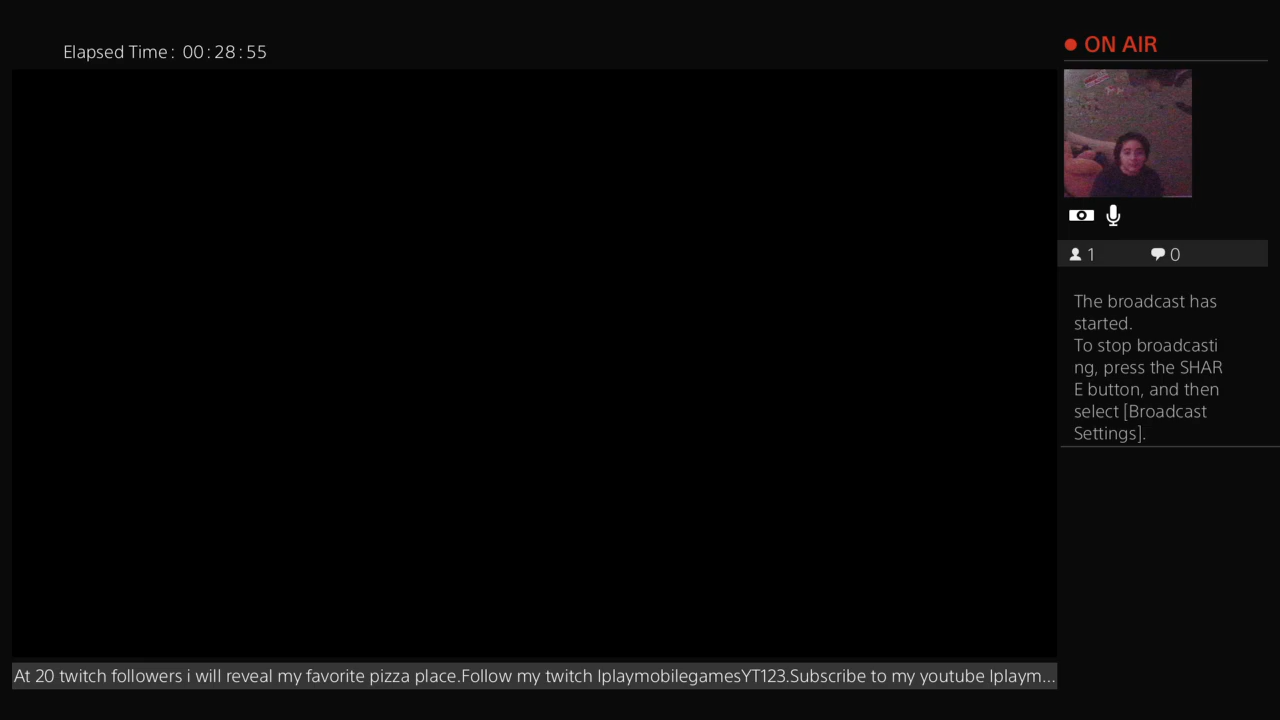 Elapsed Time: 00:28:55
ON AIR
1 0
The broadcast has
started.
To stop broadcasti
ng, press the SHAR
E button, and then
select [Broadcast
Settings].
At 20 twitch followers i will reveal my favorite pizza place.Follow my twitch IplaymobilegamesYT123.Subscribe to my youtube Iplaym...